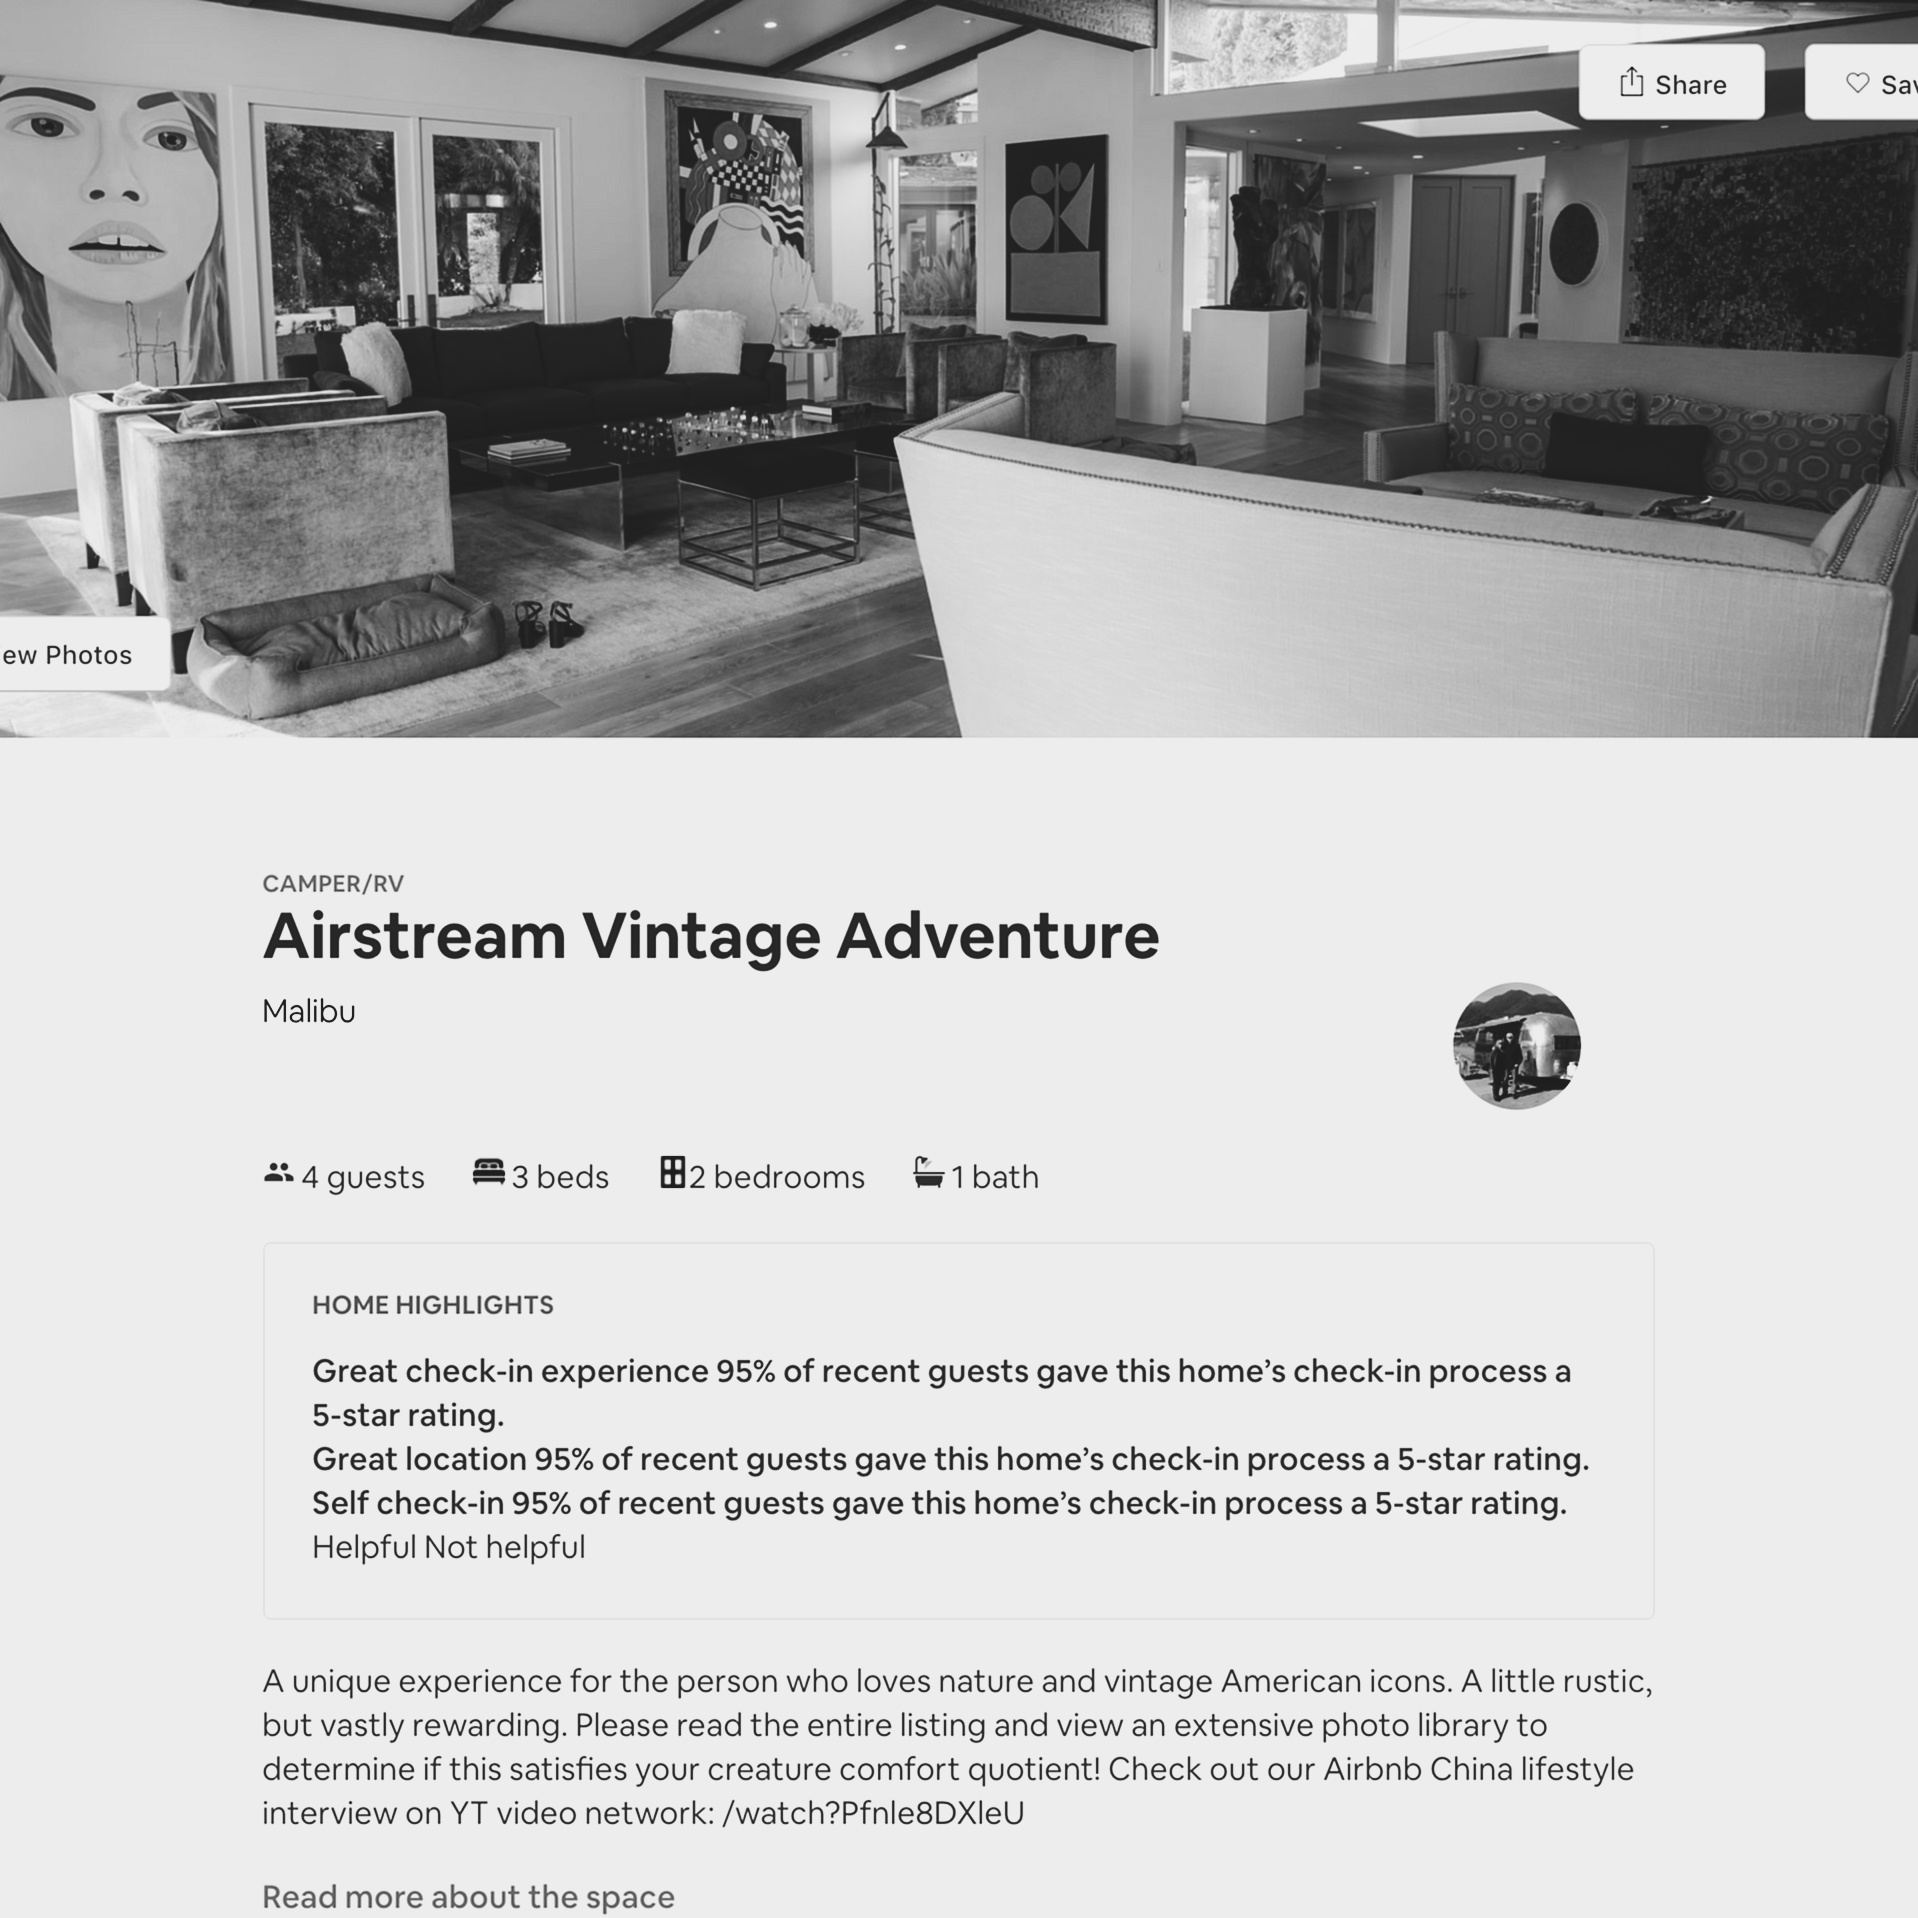 Share
Photos
CAMPER/RV
Airstream Vintage Adventure
Malibu
4 guests 3 beds 2 bedrooms 1 bath
HOME HIGHLIGHTS
Great check-in experience 95% of recent guests gave this home’s check-in process a
5-star rating.
Great location 95% of recent guests gave this home’s check-in process a 5-star rating.
Self check-in 95% of recent guests gave this home’s check-in process a 5-star rating.
Helpful Not helpful
A unique experience for the person who loves nature and vintage American icons. A little rustic,
but vastly rewarding. Please read the entire listing and view an extensive photo library to
determine if this satisfies your creature comfort quotient! Check out our Airbnb China lifestyle
interview on YT video network: /watch?Pfnle8DXleU
Read more about the space